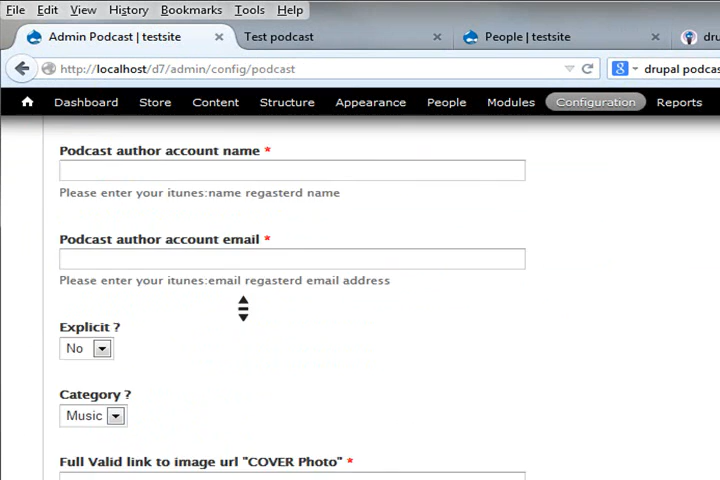 File Edit View History Bookmarks Tools Help
Admin Podcast | testsite × Test podcast × People | testsite × dru
http://localhost/d7/admin/config/podcast 8 drupal podcas
Dashboard Store Content Structure Appearance People Modules Configuration Reports
Podcast author account name *
Please enter your itunes:name regasterd name
Podcast author account email *
Please enter your itunes:email regasterd email address
Explicit ?
No
Category ?
Music
Full Valid link to image url "COVER Photo" *